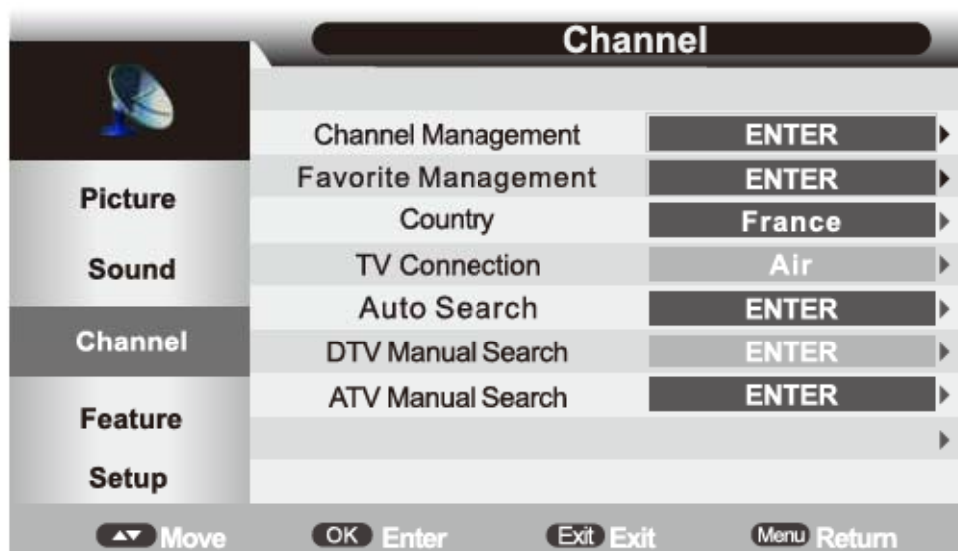 Channel
Channel Management ENTER
Favorite Management ENTER
Picture
Country France
Sound
TV Connection Air
Auto Search ENTER
Channel
DTV Manual Search ENTER
ATV Manual Search ENTER
Feature
Setup
Move OK Enter Exit Exit Menu Return